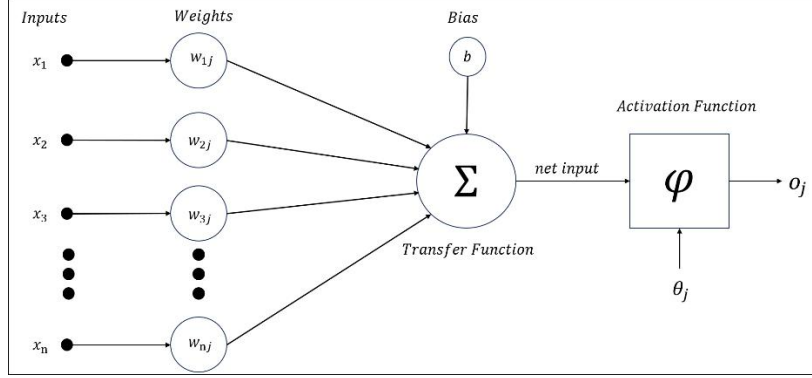 Inputs
Weights
Bias
x₁
w₁ⱼ
b
Activation Function
x₂
w₂ⱼ
Σ
net input
φ
oⱼ
x₃
w₃ⱼ
Transfer Function
θⱼ
xₙ
wₙⱼ